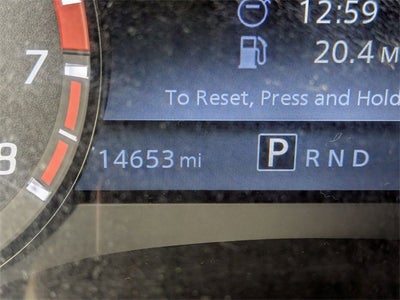 12:59
7
20.4 M
To Reset, Press and Hold
8
14653 mi
P R N D